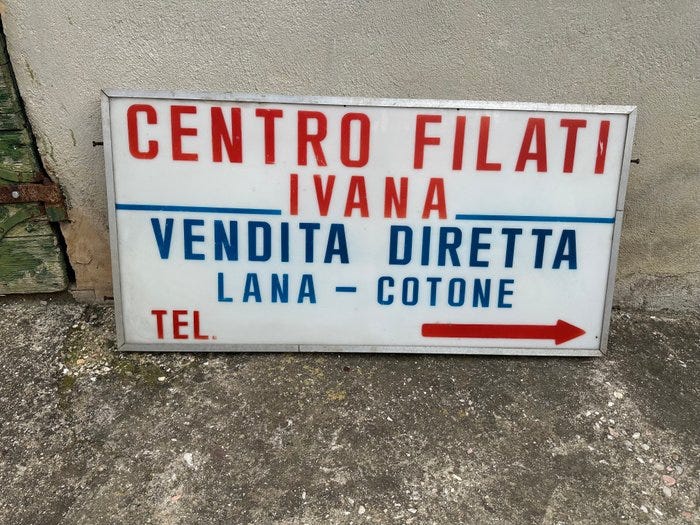 CENTRO FILATI
IVANA
VENDITA DIRETTA
LANA - COTONE
TEL.